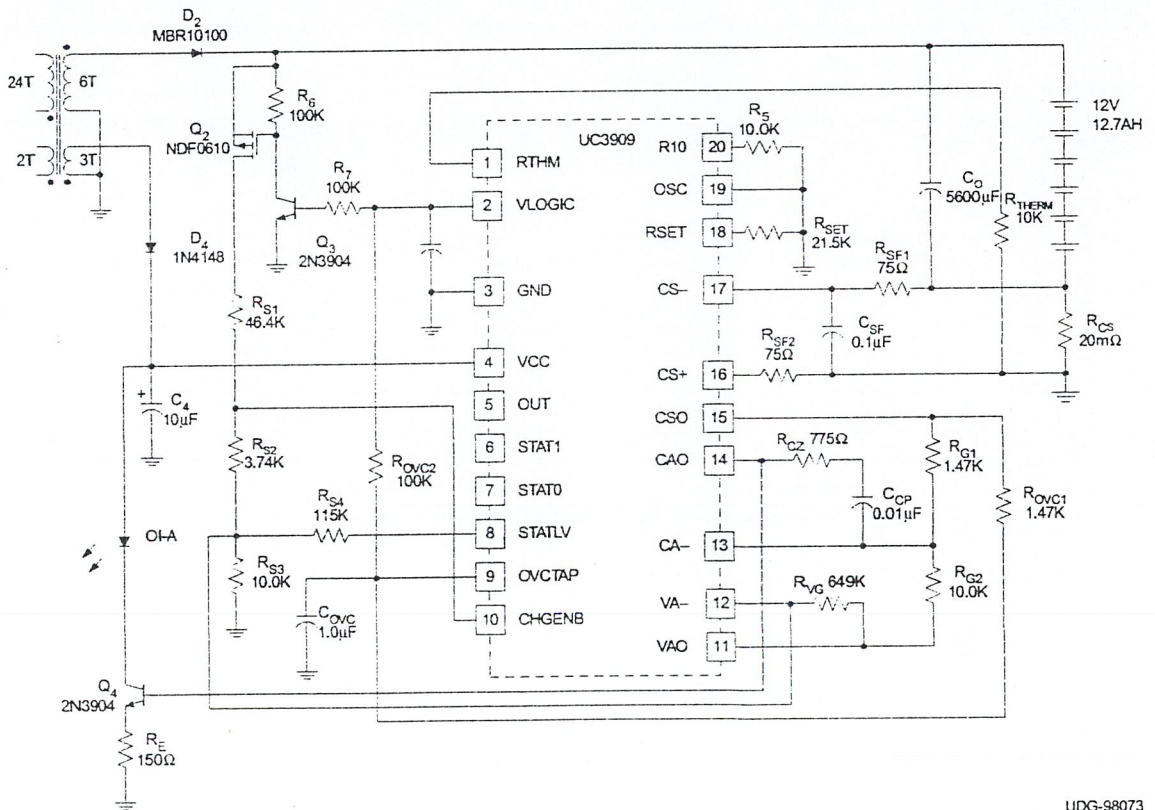 D2
MBR10100
24T
6T
2T
3T
R6
100K
Q2
NDF0610
R7
100K
D4
1N4148
Q3
2N3904
RS1
46.4K
+
C4
10µF
RS2
3.74K
ROVC2
100K
RS4
115K
OI-A
RS3
10.0K
COVC
1.0µF
Q4
2N3904
RE
150Ω
UC3909
1 RTHM
2 VLOGIC
3 GND
4 VCC
5 OUT
6 STAT1
7 STAT0
8 STATLV
9 OVCTAP
10 CHGENB
R10 20
OSC 19
RSET 18
CS– 17
CS+ 16
CSO 15
CAO 14
CA– 13
VA– 12
VAO 11
R5
10.0K
RSET
21.5K
CO
5600µF
RTHERM
10K
12V
12.7AH
RSF1
75Ω
CSF
0.1µF
RSF2
75Ω
RCS
20mΩ
RCZ 775Ω
CCP
0.01µF
RG1
1.47K
ROVC1
1.47K
RVG 649K
RG2
10.0K
UDG-98073